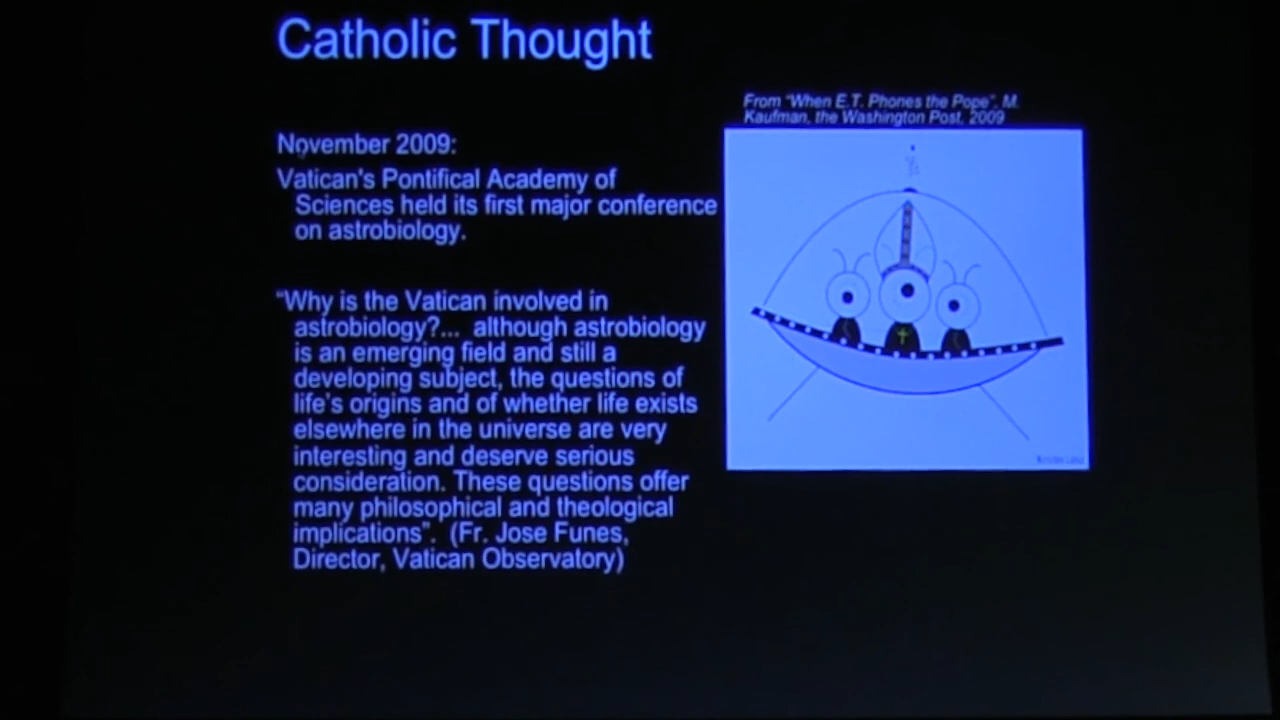 Catholic Thought
From "When E.T. Phones the Pope", M.
Kaufman, the Washington Post, 2009
November 2009:
Vatican's Pontifical Academy of
Sciences held its first major conference
on astrobiology.
"Why is the Vatican involved in
astrobiology?... although astrobiology
is an emerging field and still a
developing subject, the questions of
life's origins and of whether life exists
elsewhere in the universe are very
interesting and deserve serious
consideration. These questions offer
many philosophical and theological
implications". (Fr. Jose Funes,
Director, Vatican Observatory)